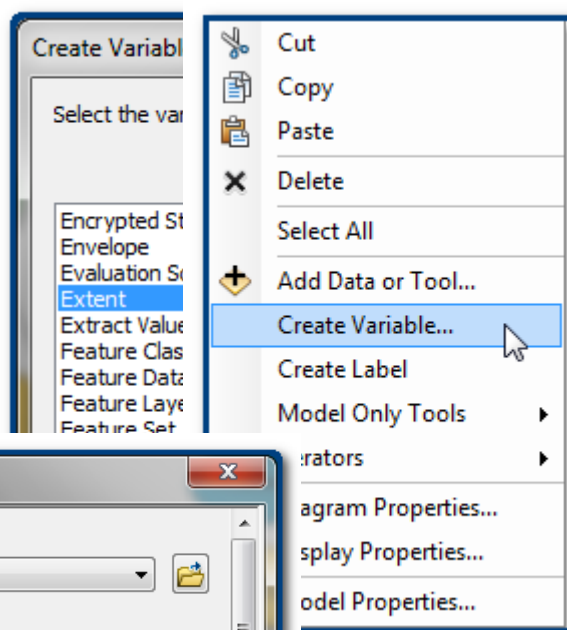 Create Variabl
Select the var
Encrypted St
Envelope
Evaluation Sc
Extent
Extract Value
Feature Clas
Feature Data
Feature Laye
Feature Set
Cut
Copy
Paste
Delete
Select All
Add Data or Tool...
Create Variable...
Create Label
Model Only Tools
erators
agram Properties...
splay Properties...
odel Properties...